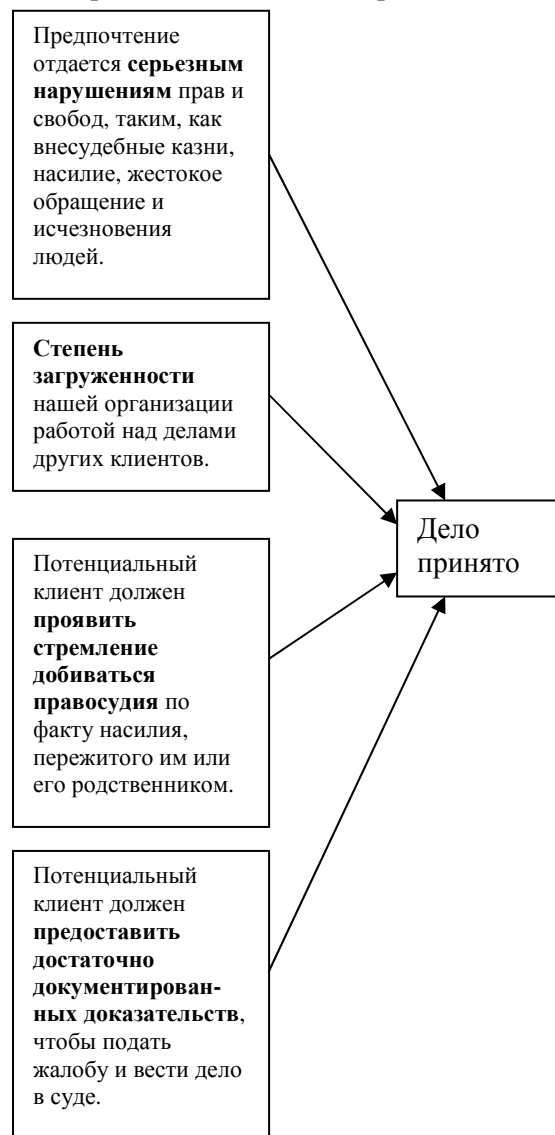 Предпочтение
отдается серьезным
нарушениям прав и
свобод, таким, как
внесудебные казни,
насилие, жестокое
обращение и
исчезновения
людей.
Степень
загруженности
нашей организации
работой над делами
других клиентов.
Дело
принято
Потенциальный
клиент должен
проявить
стремление
добиваться
правосудия по
факту насилия,
пережитого им или
его родственником.
Потенциальный
клиент должен
предоставить
достаточно
документирован-
ных доказательств,
чтобы подать
жалобу и вести дело
в суде.